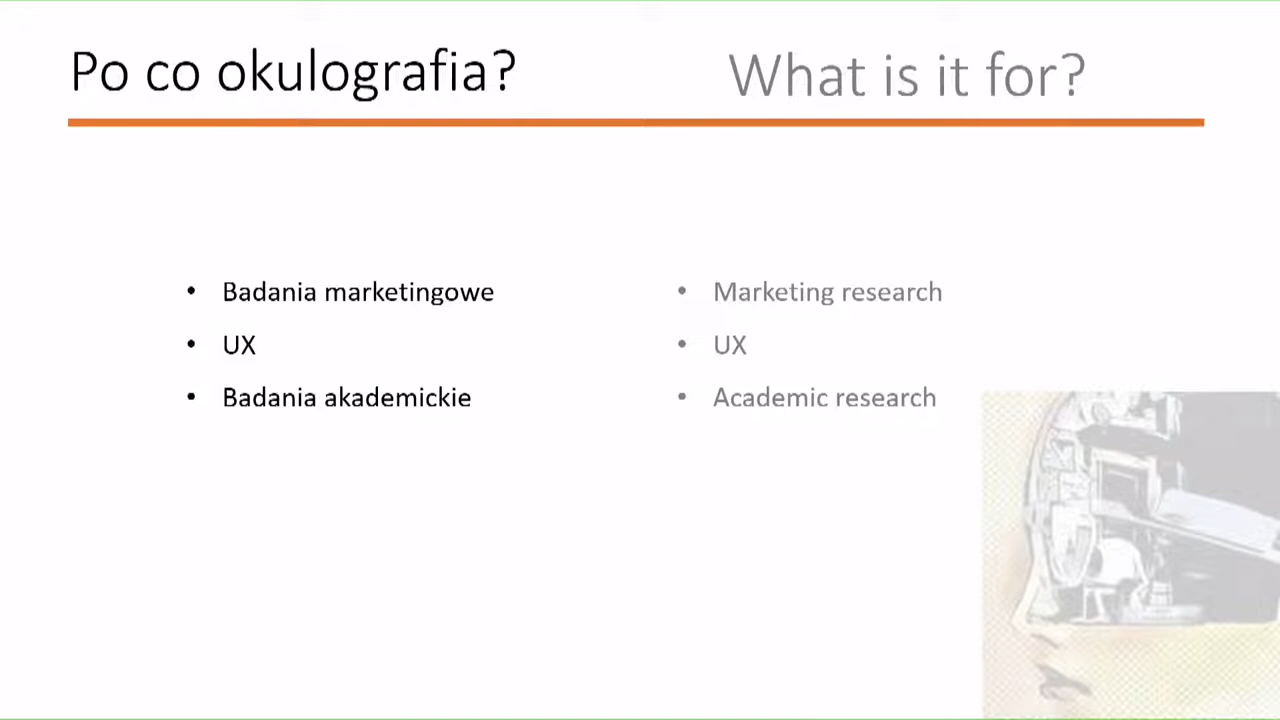 Po co okulografia?
What is it for?
• Badania marketingowe
• UX
• Badania akademickie
• Marketing research
• UX
• Academic research